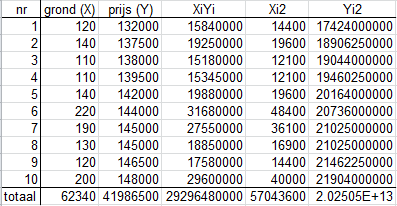 nr grond (X) prijs (Y) XiYi Xi2 Yi2
1 120 132000 15840000 14400 17424000000
2 140 137500 19250000 19600 18906250000
3 110 138000 15180000 12100 19044000000
4 110 139500 15345000 12100 19460250000
5 140 142000 19880000 19600 20164000000
6 220 144000 31680000 48400 20736000000
7 190 145000 27550000 36100 21025000000
8 130 145000 18850000 16900 21025000000
9 120 146500 17580000 14400 21462250000
10 200 148000 29600000 40000 21904000000
totaal 62340 41986500 29296480000 57043600 2.02505E+13